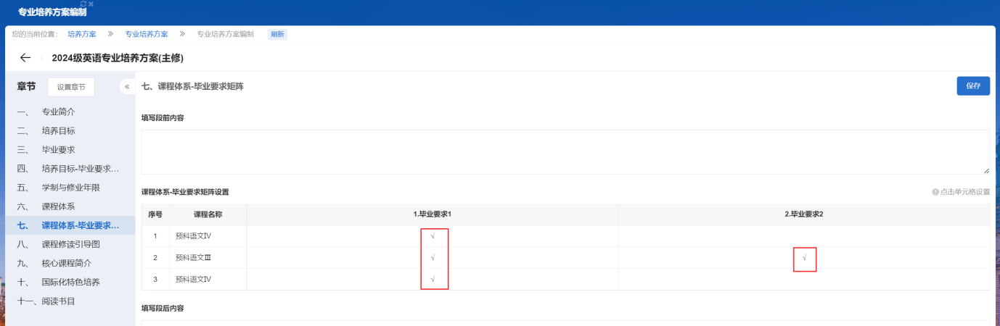 专业培养方案编制
您的当前位置： 培养方案 》 专业培养方案 》 专业培养方案编制 刷新
← 2024级英语专业培养方案(主修)
章节 设置章节 «
七、课程体系-毕业要求矩阵 保存
一、 专业简介
二、 培养目标
三、 毕业要求
四、 培养目标-毕业要求...
五、 学制与修业年限
六、 课程体系
七、 课程体系-毕业要求...
八、 课程修读引导图
九、 核心课程简介
十、 国际化特色培养
十一、阅读书目
填写段前内容
课程体系-毕业要求矩阵设置 点击单元格设置
序号 课程名称 1.毕业要求1 2.毕业要求2
1 预科语文Ⅳ √
2 预科语文Ⅲ √ √
3 预科语文Ⅳ √
填写段后内容